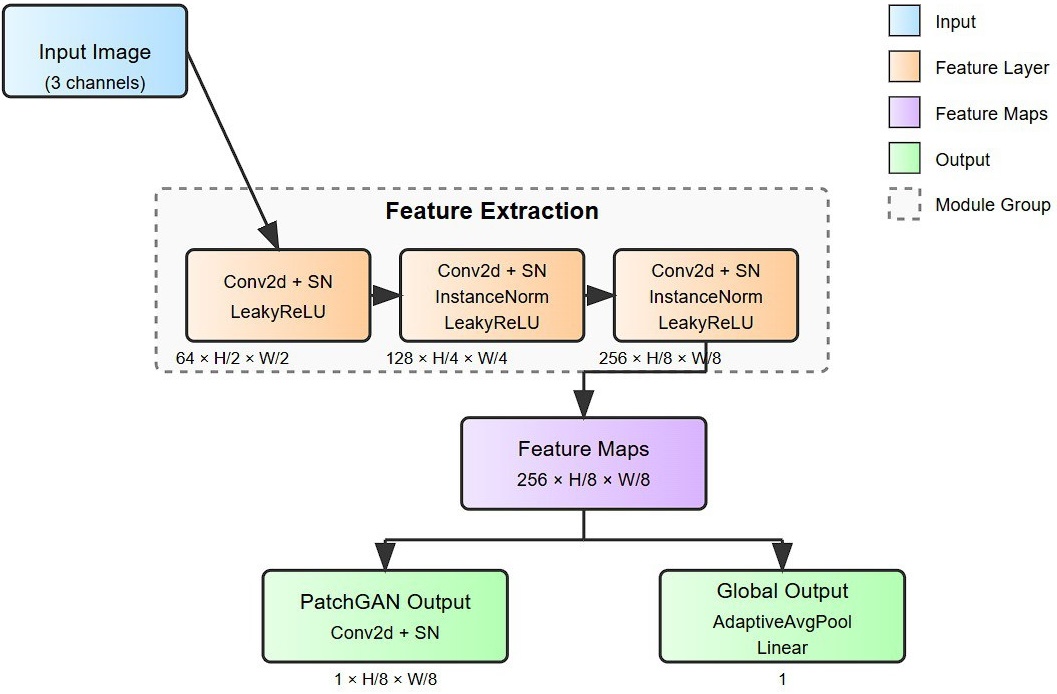 Input Image
(3 channels)
Input
Feature Layer
Feature Maps
Output
Module Group
Feature Extraction
Conv2d + SN
LeakyReLU
64 × H/2 × W/2
Conv2d + SN
InstanceNorm
LeakyReLU
128 × H/4 × W/4
Conv2d + SN
InstanceNorm
LeakyReLU
256 × H/8 × W/8
Feature Maps
256 × H/8 × W/8
PatchGAN Output
Conv2d + SN
1 × H/8 × W/8
Global Output
AdaptiveAvgPool
Linear
1